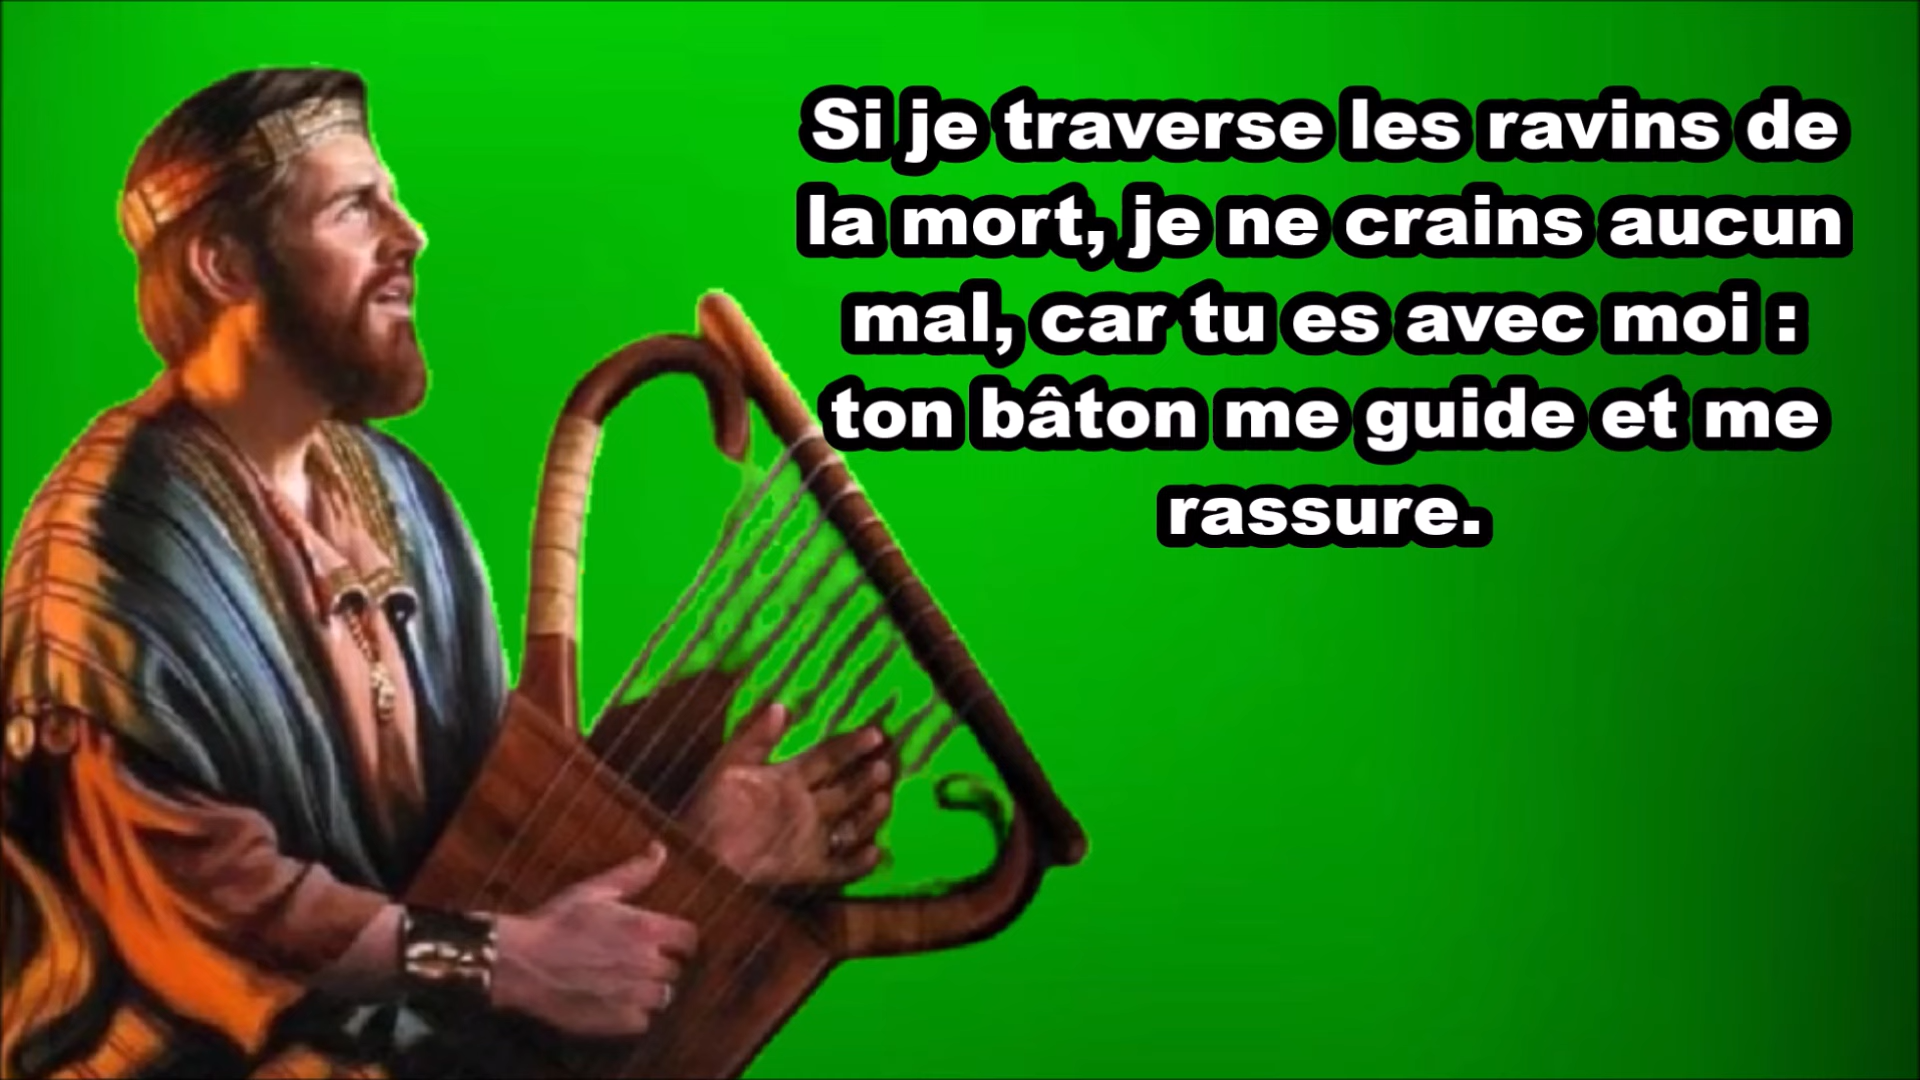 Si je traverse les ravins de
la mort, je ne crains aucun
mal, car tu es avec moi :
ton bâton me guide et me
rassure.